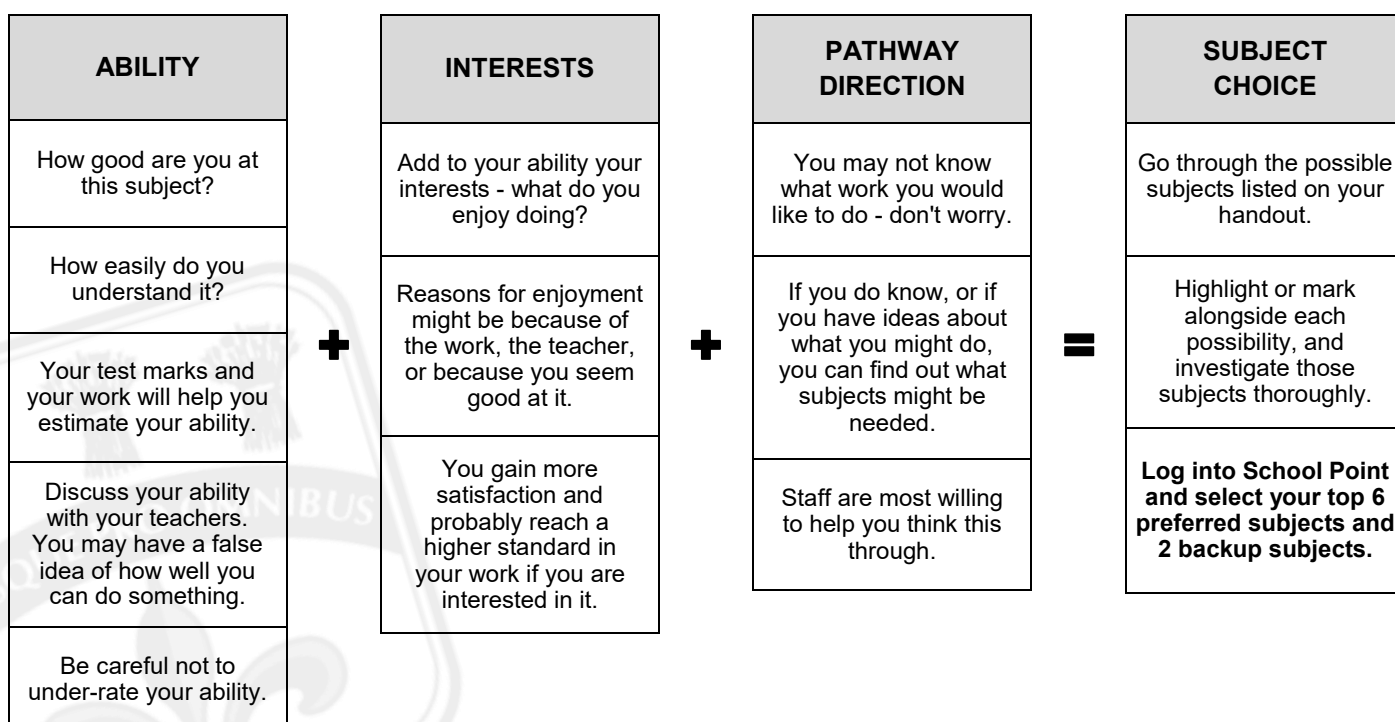 ABILITY
How good are you at
this subject?
How easily do you
understand it?
Your test marks and
your work will help you
estimate your ability.
Discuss your ability
with your teachers.
You may have a false
idea of how well you
can do something.
Be careful not to
under-rate your ability.
+
INTERESTS
Add to your ability your
interests - what do you
enjoy doing?
Reasons for enjoyment
might be because of
the work, the teacher,
or because you seem
good at it.
You gain more
satisfaction and
probably reach a
higher standard in
your work if you are
interested in it.
+
PATHWAY
DIRECTION
You may not know
what work you would
like to do - don't worry.
If you do know, or if
you have ideas about
what you might do,
you can find out what
subjects might be
needed.
Staff are most willing
to help you think this
through.
=
SUBJECT
CHOICE
Go through the possible
subjects listed on your
handout.
Highlight or mark
alongside each
possibility, and
investigate those
subjects thoroughly.
Log into School Point
and select your top 6
preferred subjects and
2 backup subjects.
OMNIBUS